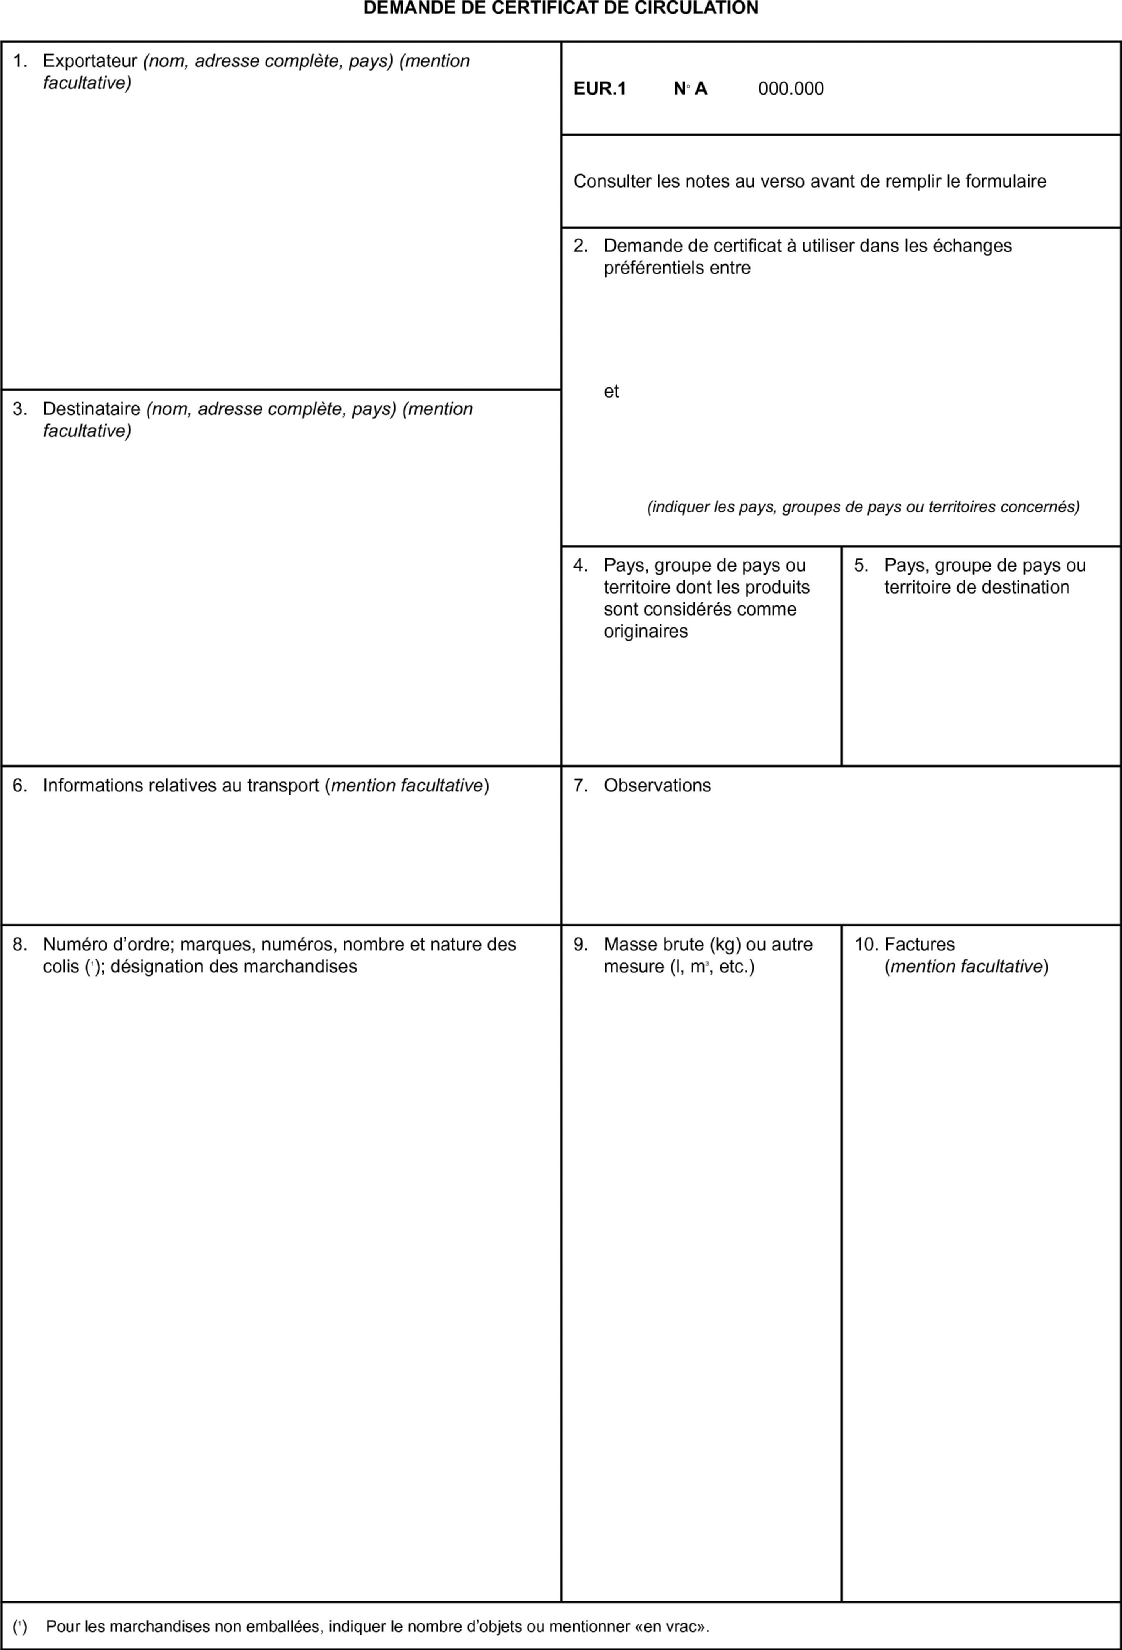 DEMANDE DE CERTIFICAT DE CIRCULATION
1. Exportateur (nom, adresse complète, pays) (mention
facultative)
EUR.1 N° A 000.000
Consulter les notes au verso avant de remplir le formulaire
2. Demande de certificat à utiliser dans les échanges
préférentiels entre
et
(indiquer les pays, groupes de pays ou territoires concernés)
3. Destinataire (nom, adresse complète, pays) (mention
facultative)
4. Pays, groupe de pays ou
territoire dont les produits
sont considérés comme
originaires
5. Pays, groupe de pays ou
territoire de destination
6. Informations relatives au transport (mention facultative)
7. Observations
8. Numéro d’ordre; marques, numéros, nombre et nature des
colis (¹); désignation des marchandises
9. Masse brute (kg) ou autre
mesure (l, m³, etc.)
10. Factures
(mention facultative)
(¹) Pour les marchandises non emballées, indiquer le nombre d’objets ou mentionner «en vrac».